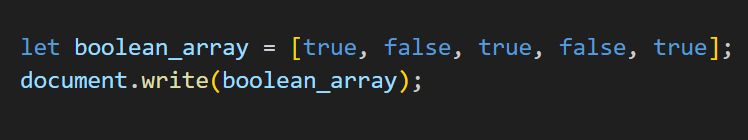 let boolean_array = [true, false, true, false, true];
document.write(boolean_array);